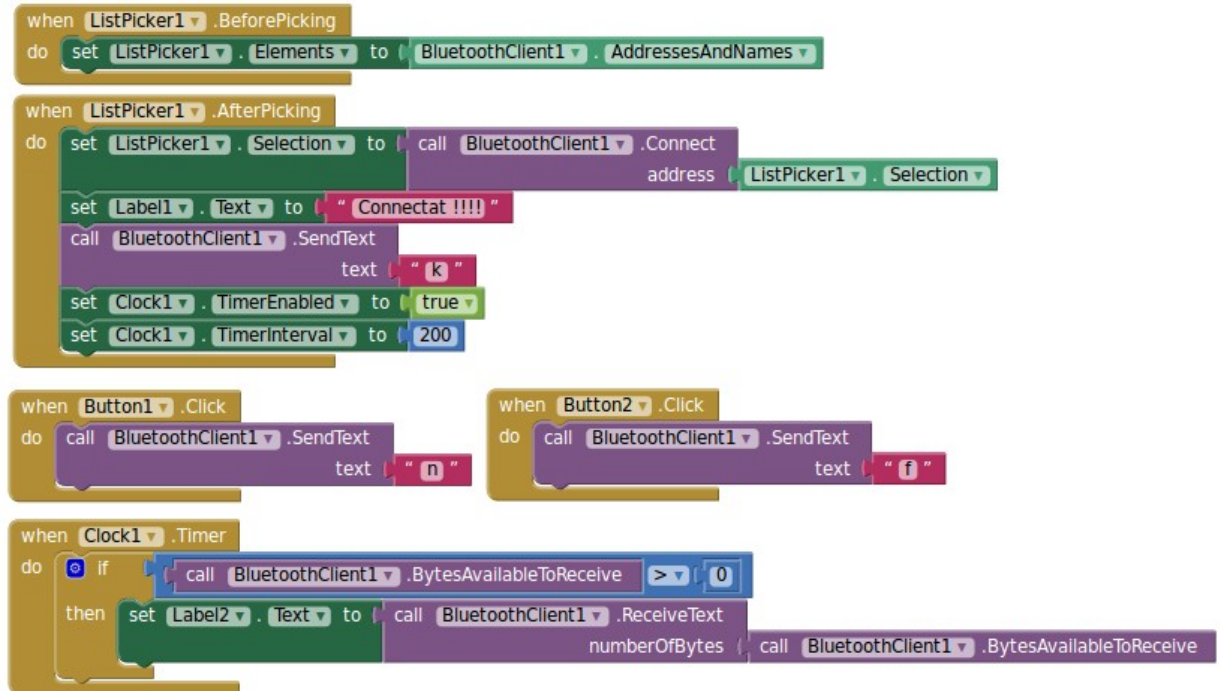 when ListPicker1 .BeforePicking
do set ListPicker1 . Elements to BluetoothClient1 . AddressesAndNames
when ListPicker1 .AfterPicking
do set ListPicker1 . Selection to call BluetoothClient1 .Connect
address ListPicker1 . Selection
set Label1 . Text to " Connectat !!!! "
call BluetoothClient1 .SendText
text " k "
set Clock1 . TimerEnabled to true
set Clock1 . TimerInterval to 200
when Button1 .Click
do call BluetoothClient1 .SendText
text " n "
when Button2 .Click
do call BluetoothClient1 .SendText
text " f "
when Clock1 .Timer
do if call BluetoothClient1 .BytesAvailableToReceive > 0
then set Label2 . Text to call BluetoothClient1 .ReceiveText
numberOfBytes call BluetoothClient1 .BytesAvailableToReceive